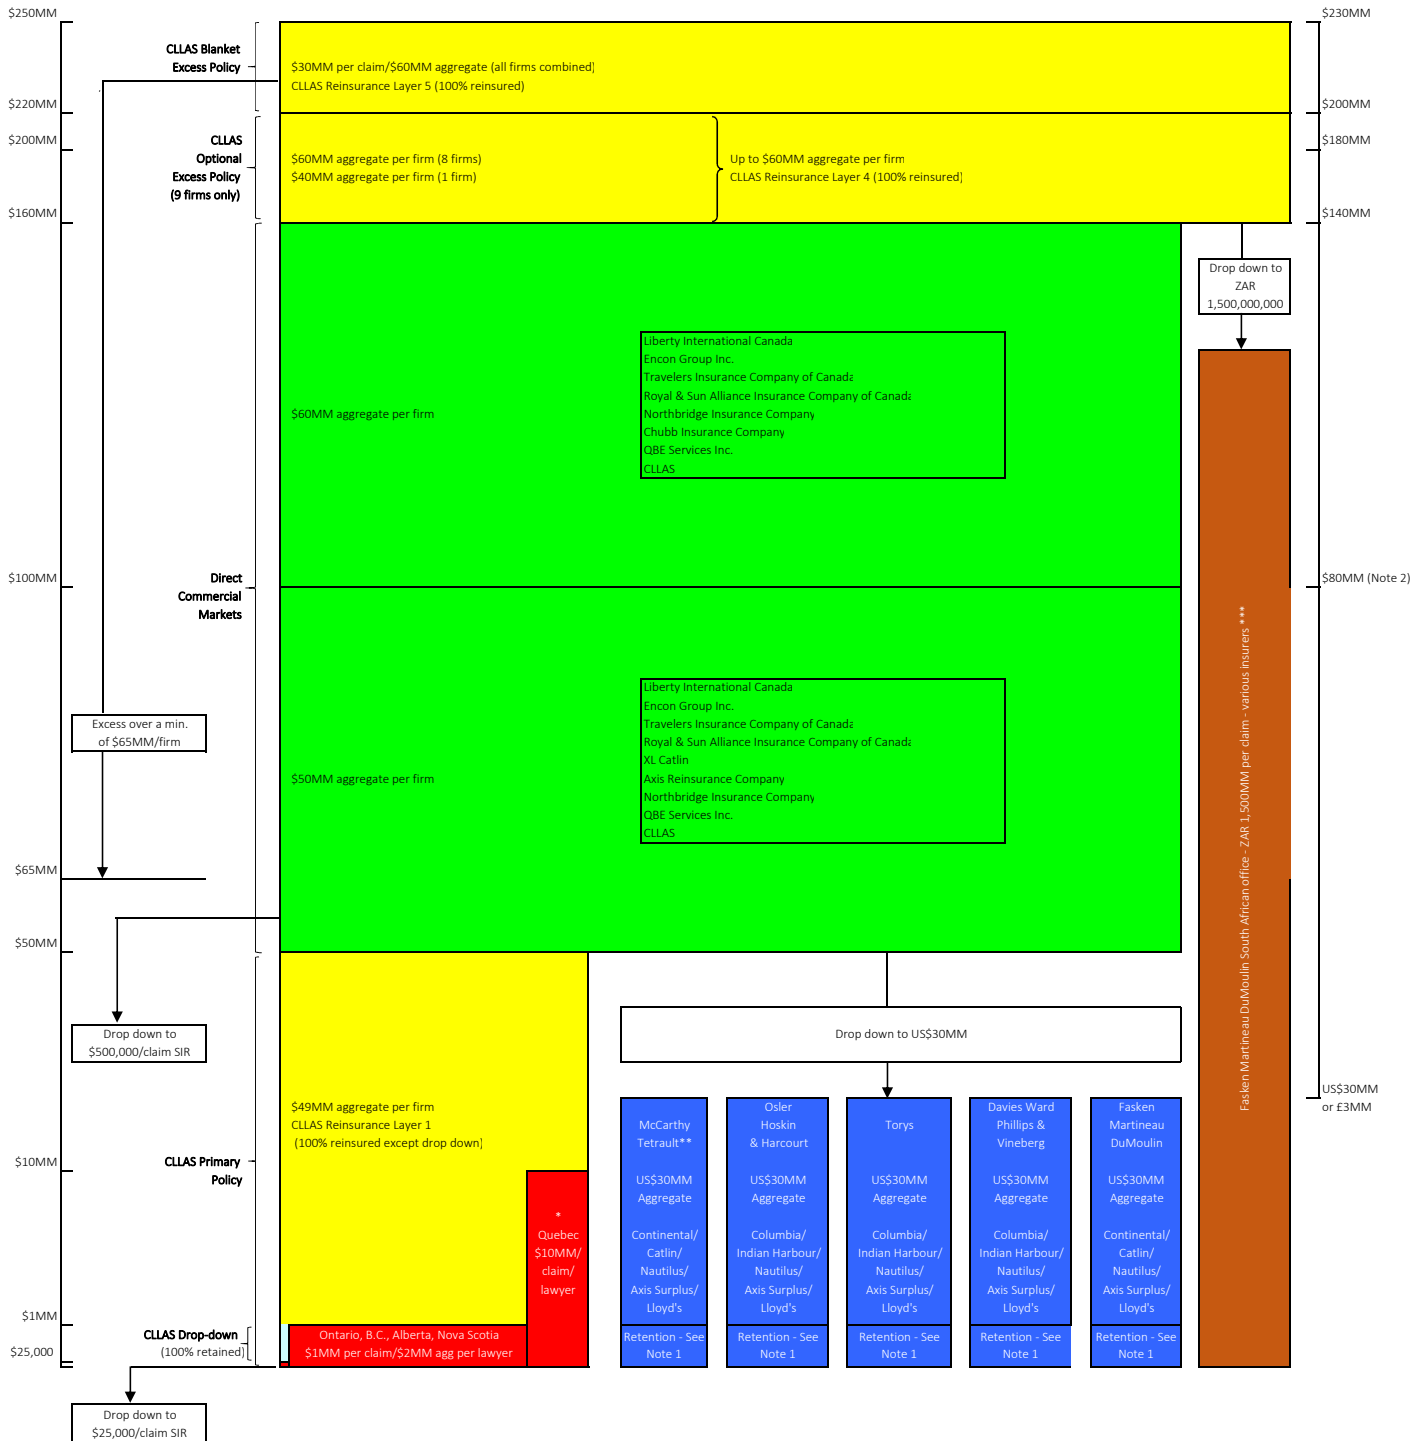 $250MM
$230MM
CLLAS Blanket
Excess Policy
$30MM per claim/$60MM aggregate (all firms combined)
CLLAS Reinsurance Layer 5 (100% reinsured)
$220MM
$200MM
$200MM
$180MM
CLLAS
Optional
Excess Policy
(9 firms only)
$60MM aggregate per firm (8 firms)
$40MM aggregate per firm (1 firm)
Up to $60MM aggregate per firm
CLLAS Reinsurance Layer 4 (100% reinsured)
$160MM
$140MM
Drop down to
ZAR
1,500,000,000
Liberty International Canada
Encon Group Inc.
Travelers Insurance Company of Canada
Royal & Sun Alliance Insurance Company of Canada
Northbridge Insurance Company
Chubb Insurance Company
QBE Services Inc.
CLLAS
$60MM aggregate per firm
$100MM
Direct
Commercial
Markets
$80MM (Note 2)
Liberty International Canada
Encon Group Inc.
Travelers Insurance Company of Canada
Royal & Sun Alliance Insurance Company of Canada
XL Catlin
Axis Reinsurance Company
Northbridge Insurance Company
QBE Services Inc.
CLLAS
$50MM aggregate per firm
Excess over a min.
of $65MM/firm
Fasken Martineau DuMoulin South African office - ZAR 1,500MM per claim - various insurers ***
$65MM
$50MM
Drop down to
$500,000/claim SIR
Drop down to US$30MM
US$30MM
or £3MM
$49MM aggregate per firm
CLLAS Reinsurance Layer 1
(100% reinsured except drop down)
$10MM
CLLAS Primary
Policy
*
Quebec
$10MM/
claim/
lawyer
McCarthy
Tetrault**
US$30MM
Aggregate
Continental/
Catlin/
Nautilus/
Axis Surplus/
Lloyd's
Retention - See
Note 1
Osler
Hoskin
& Harcourt
US$30MM
Aggregate
Columbia/
Indian Harbour/
Nautilus/
Axis Surplus/
Lloyd's
Retention - See
Note 1
Torys
US$30MM
Aggregate
Columbia/
Indian Harbour/
Nautilus/
Axis Surplus/
Lloyd's
Retention - See
Note 1
Davies Ward
Phillips &
Vineberg
US$30MM
Aggregate
Columbia/
Indian Harbour/
Nautilus/
Axis Surplus/
Lloyd's
Retention - See
Note 1
Fasken
Martineau
DuMoulin
US$30MM
Aggregate
Continental/
Catlin/
Nautilus/
Axis Surplus/
Lloyd's
Retention - See
Note 1
$1MM
CLLAS Drop-down
(100% retained)
Ontario, B.C., Alberta, Nova Scotia
$1MM per claim/$2MM agg per lawyer
$25,000
Drop down to
$25,000/claim SIR